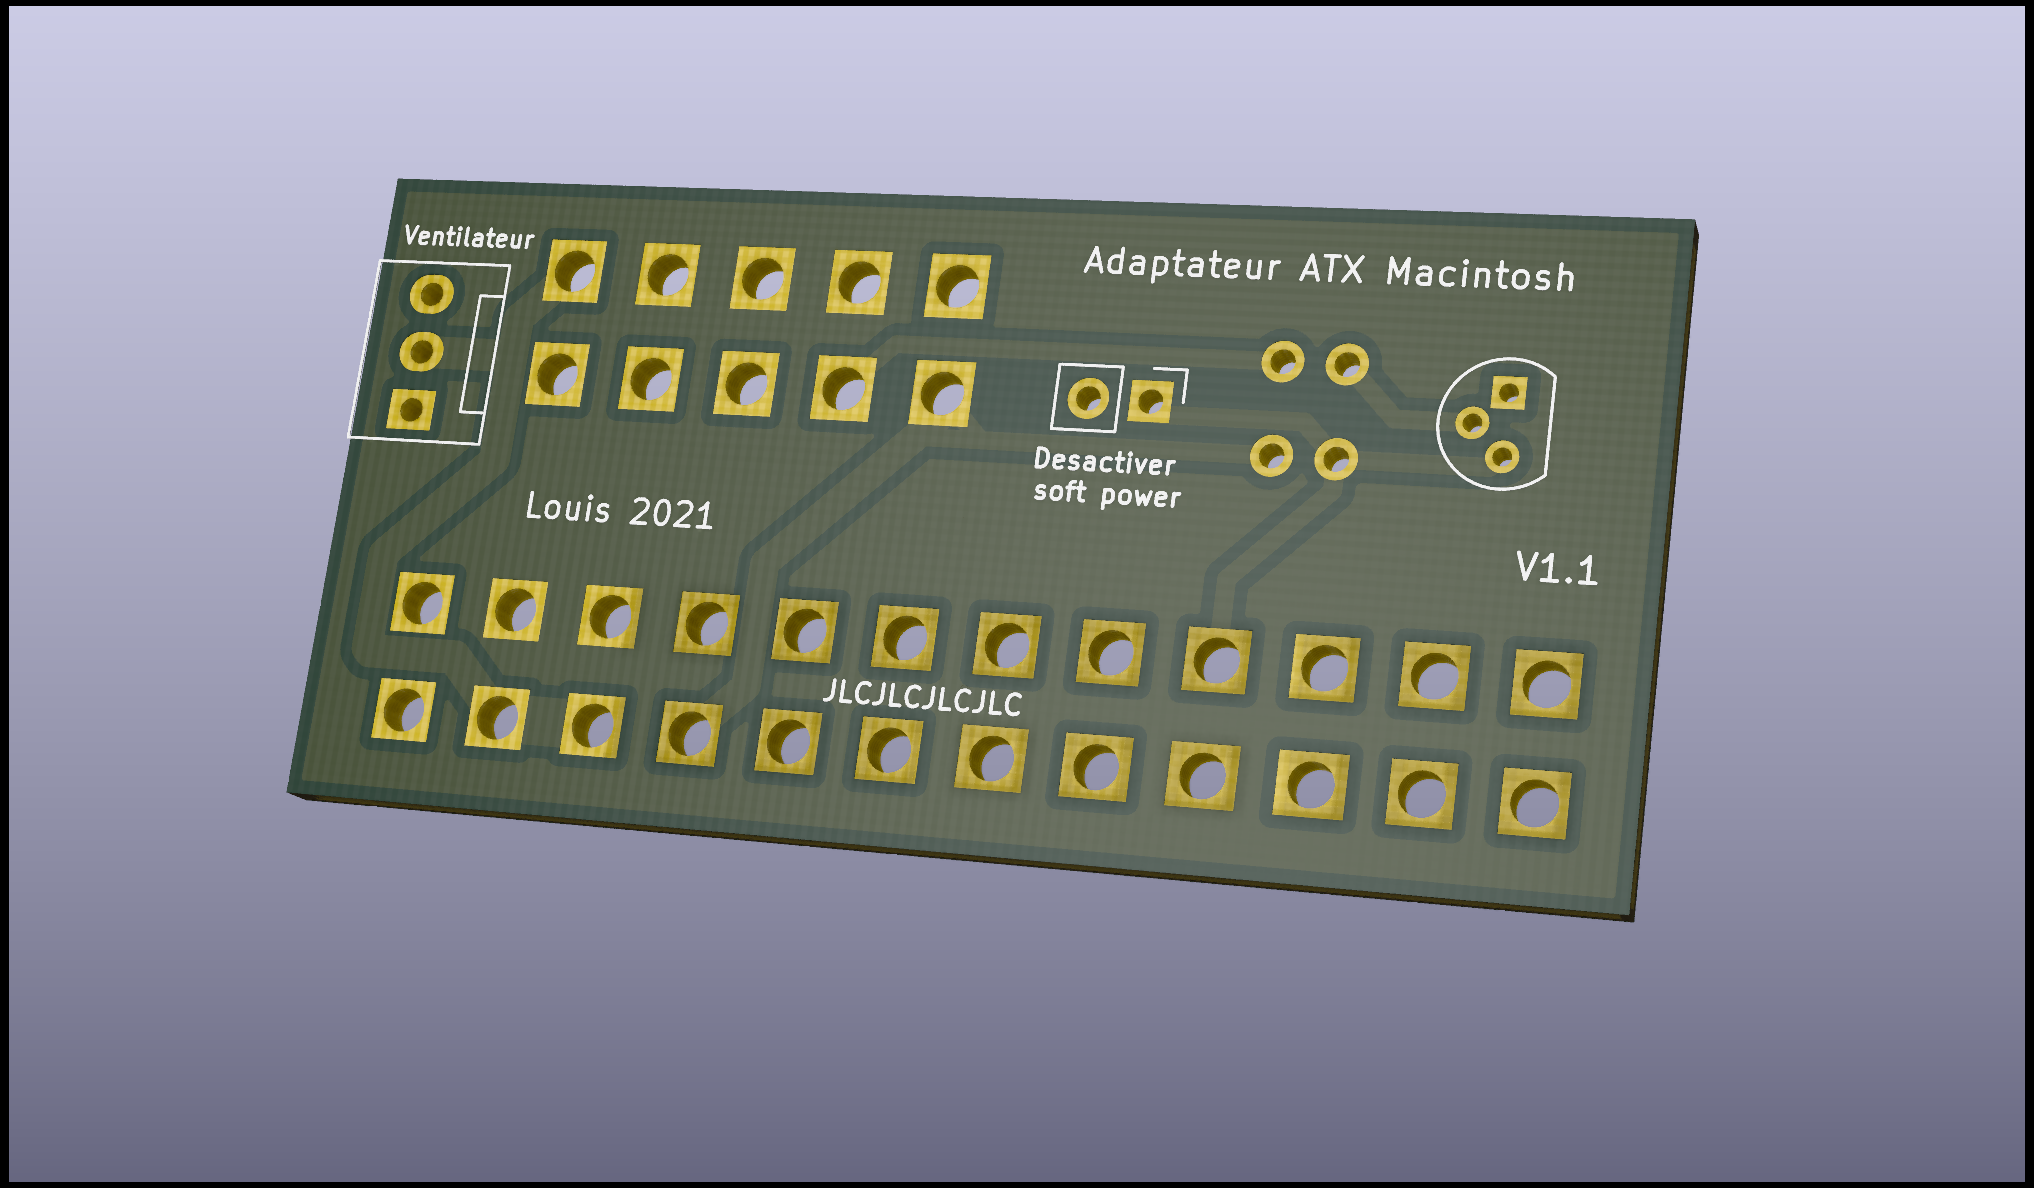 Ventilateur
Adaptateur ATX Macintosh
Desactiver
soft power
Louis 2021
V1.1
JLCJLCJLCJLC